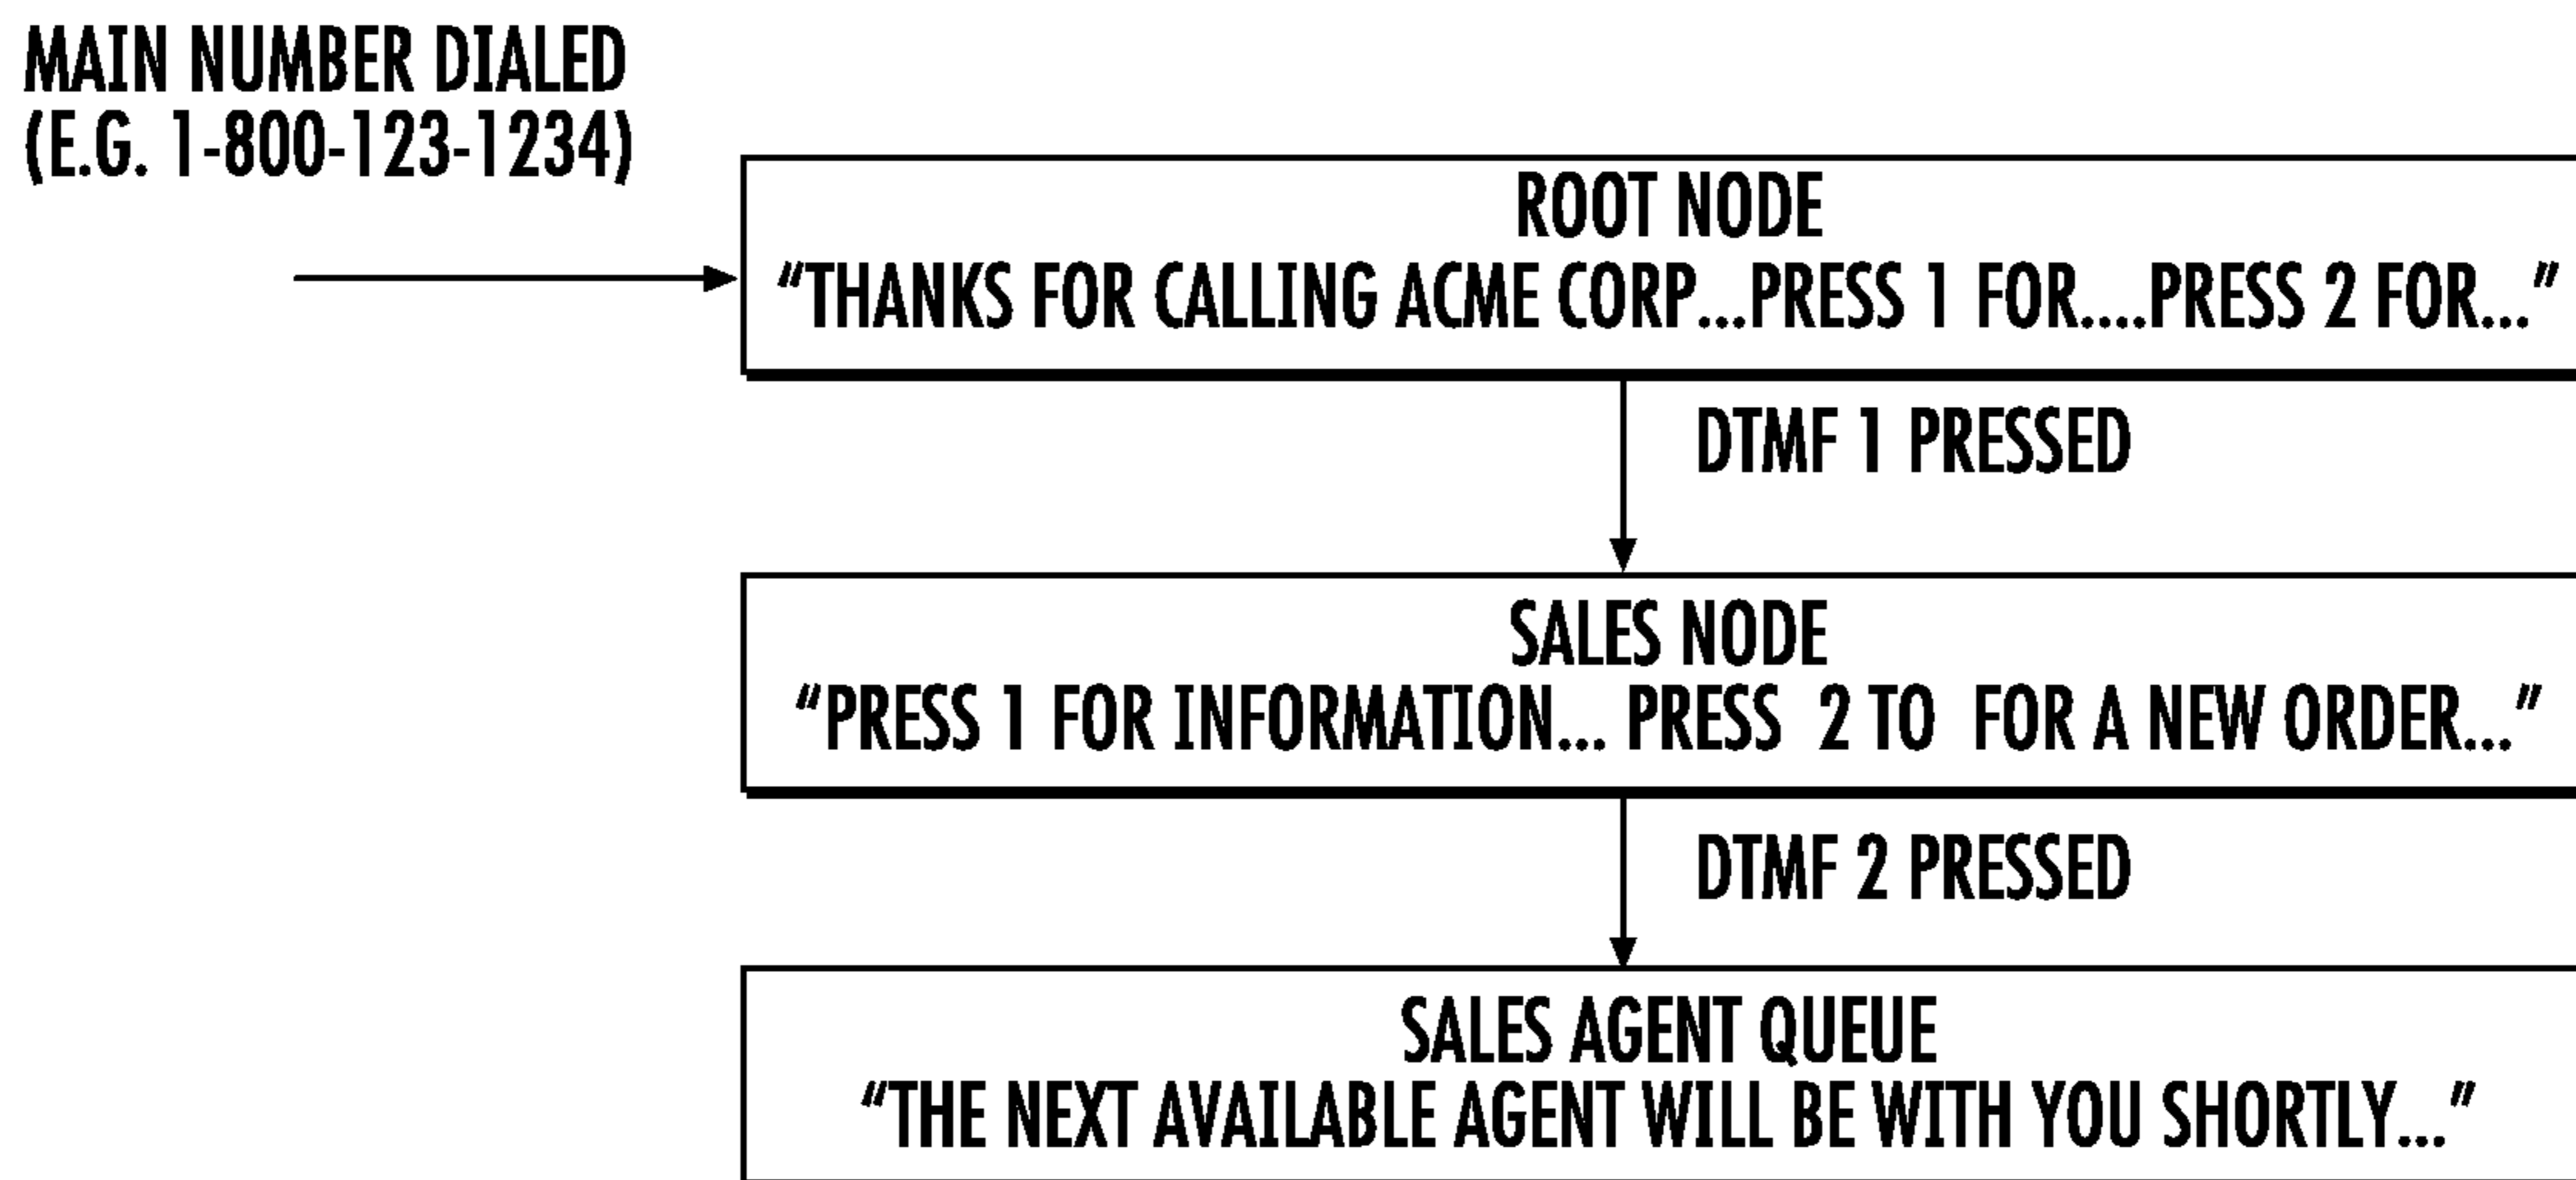 MAIN NUMBER DIALED
(E.G. 1-800-123-1234)
ROOT NODE
"THANKS FOR CALLING ACME CORP...PRESS 1 FOR....PRESS 2 FOR..."
DTMF 1 PRESSED
SALES NODE
"PRESS 1 FOR INFORMATION... PRESS 2 TO FOR A NEW ORDER..."
DTMF 2 PRESSED
SALES AGENT QUEUE
"THE NEXT AVAILABLE AGENT WILL BE WITH YOU SHORTLY..."